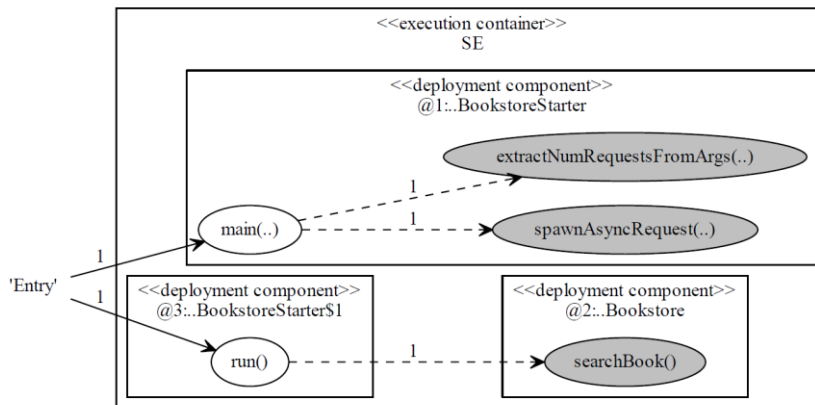 <<execution container>>
SE
<<deployment component>>
@1:..BookstoreStarter
extractNumRequestsFromArgs(..)
1
1
main(..)
spawnAsyncRequest(..)
1
'Entry'
1
<<deployment component>>
@3:..BookstoreStarter$1
<<deployment component>>
@2:..Bookstore
run()
1
searchBook()